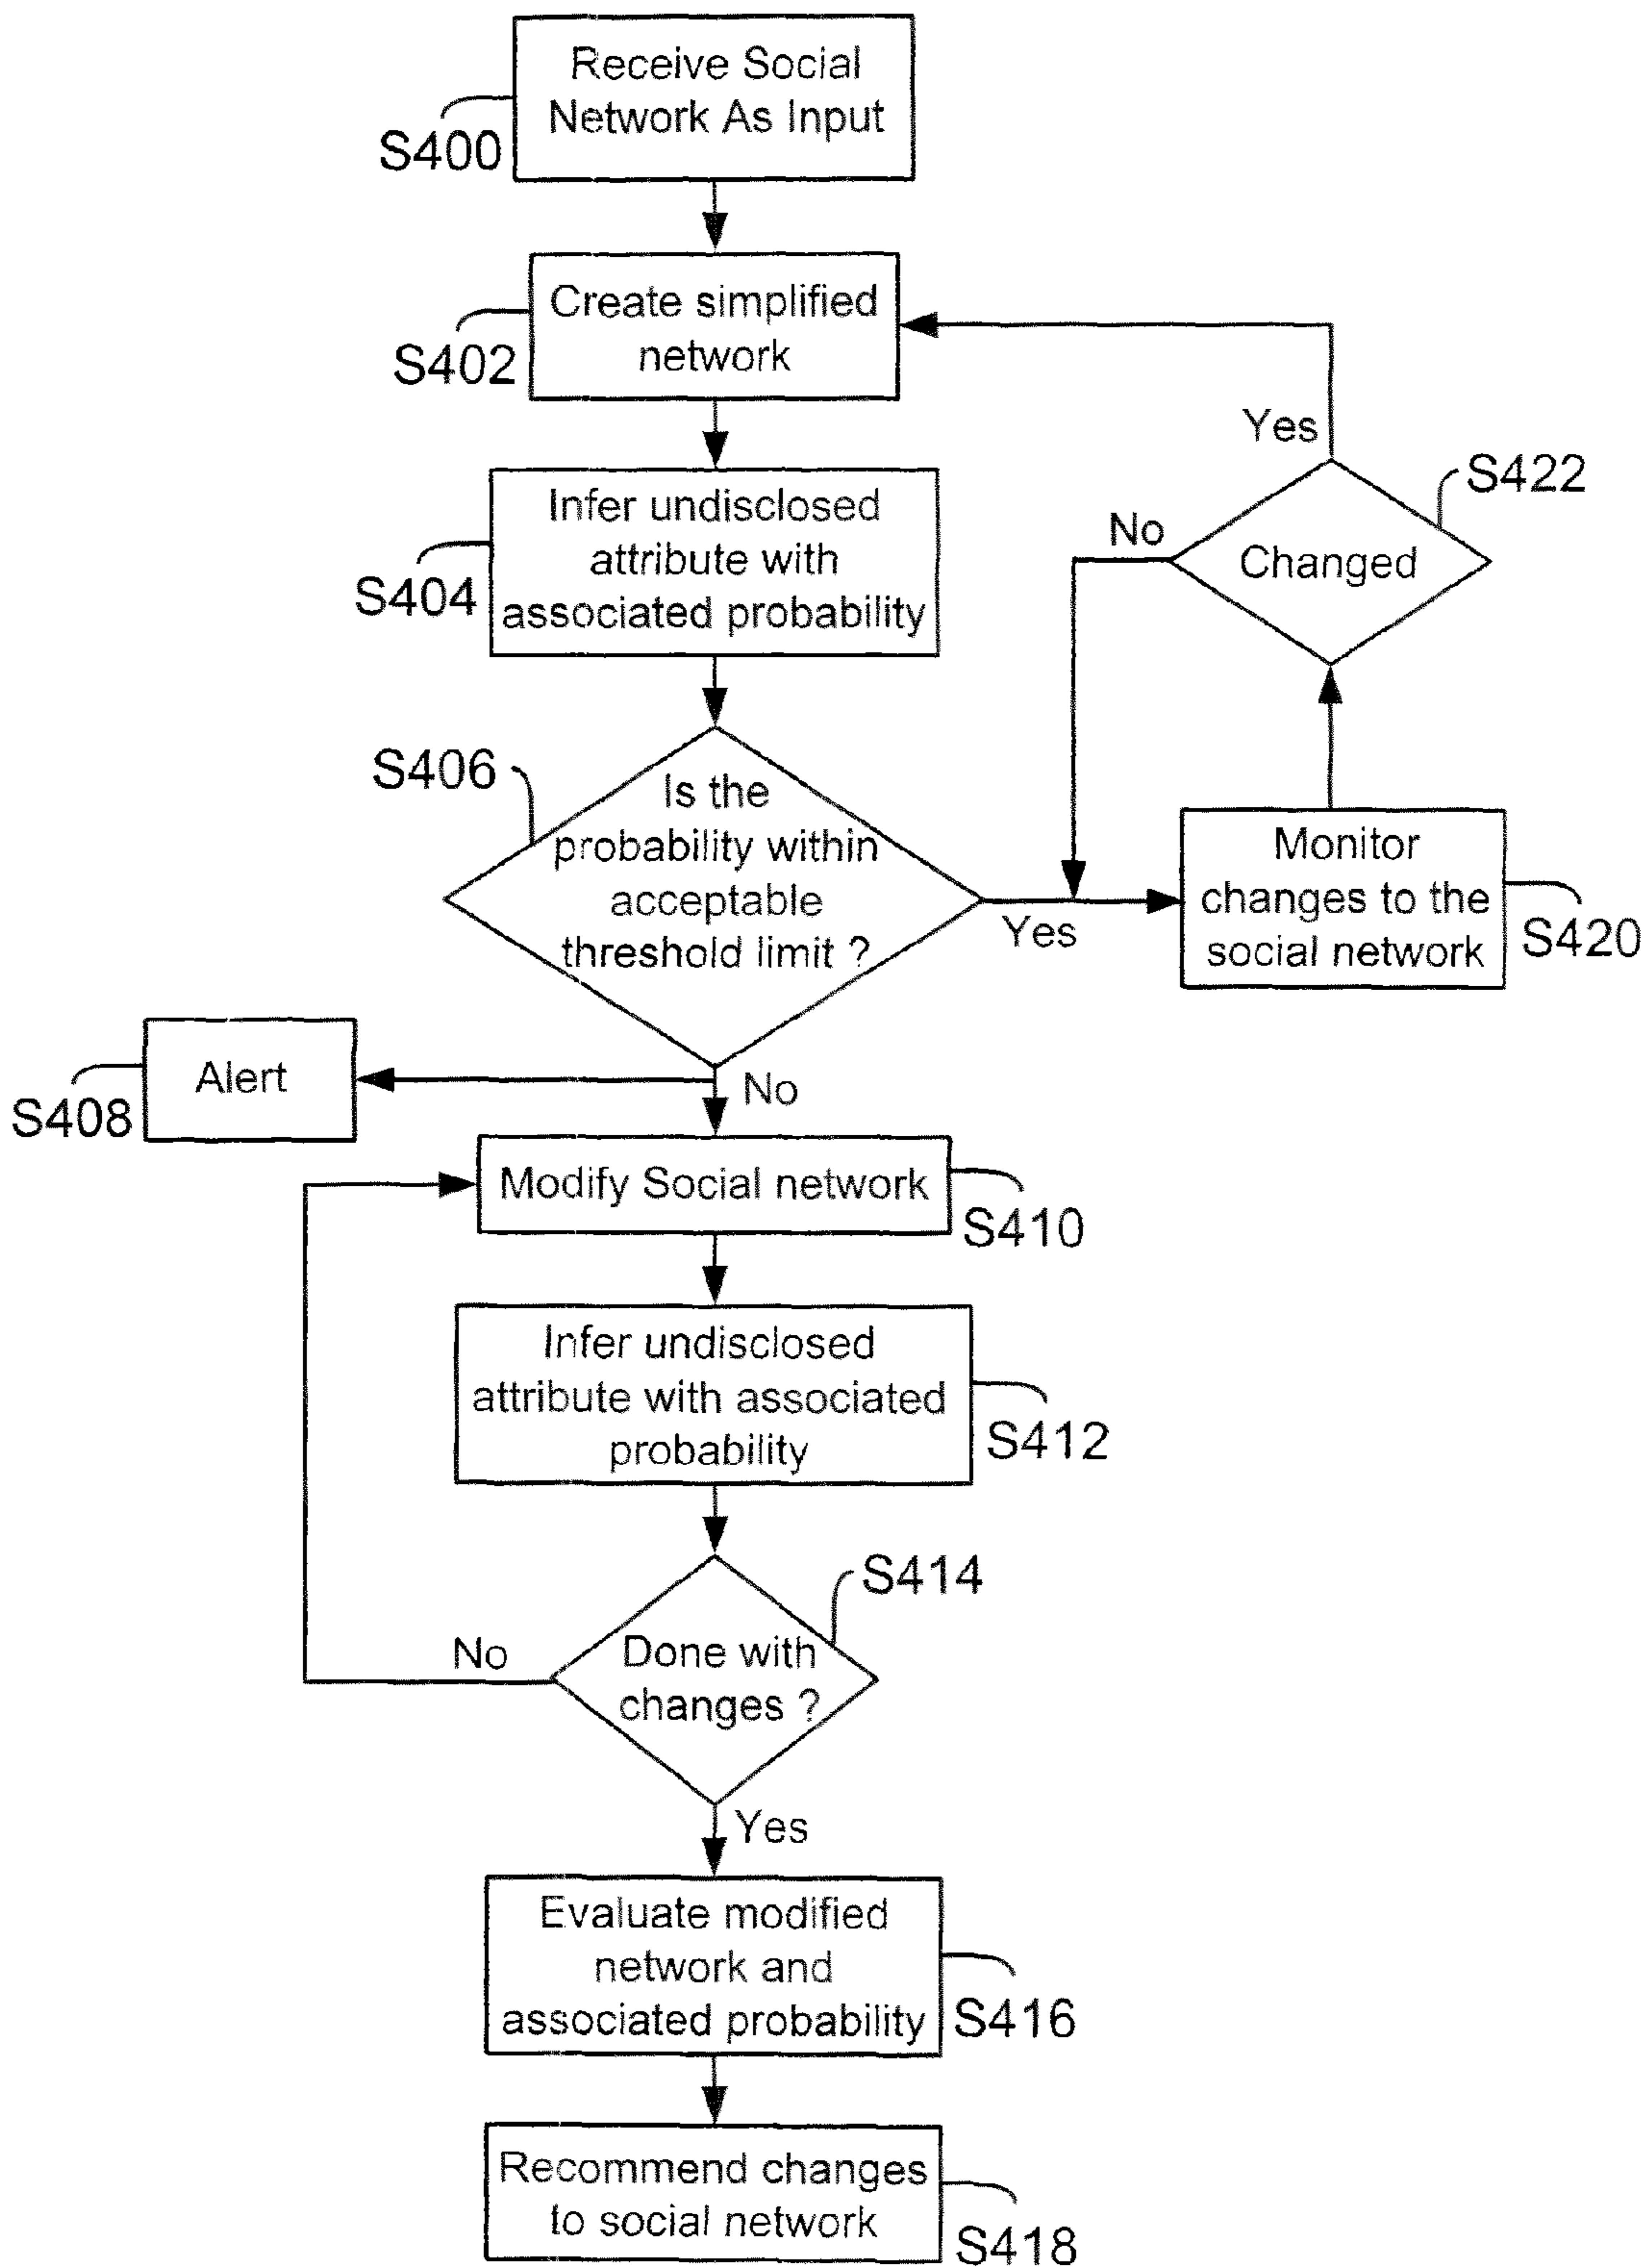 Receive Social
Network As Input
S400
Create simplified
network
S402
Yes
S422
Changed
No
Infer undisclosed
attribute with
associated probability
S404
S406
Is the
probability within
acceptable
threshold limit ?
Yes
Monitor
changes to the
social network
S420
Alert
S408
No
Modify Social network
S410
Infer undisclosed
attribute with associated
probability
S412
S414
Done with
changes ?
No
Yes
Evaluate modified
network and
associated probability
S416
Recommend changes
to social network
S418